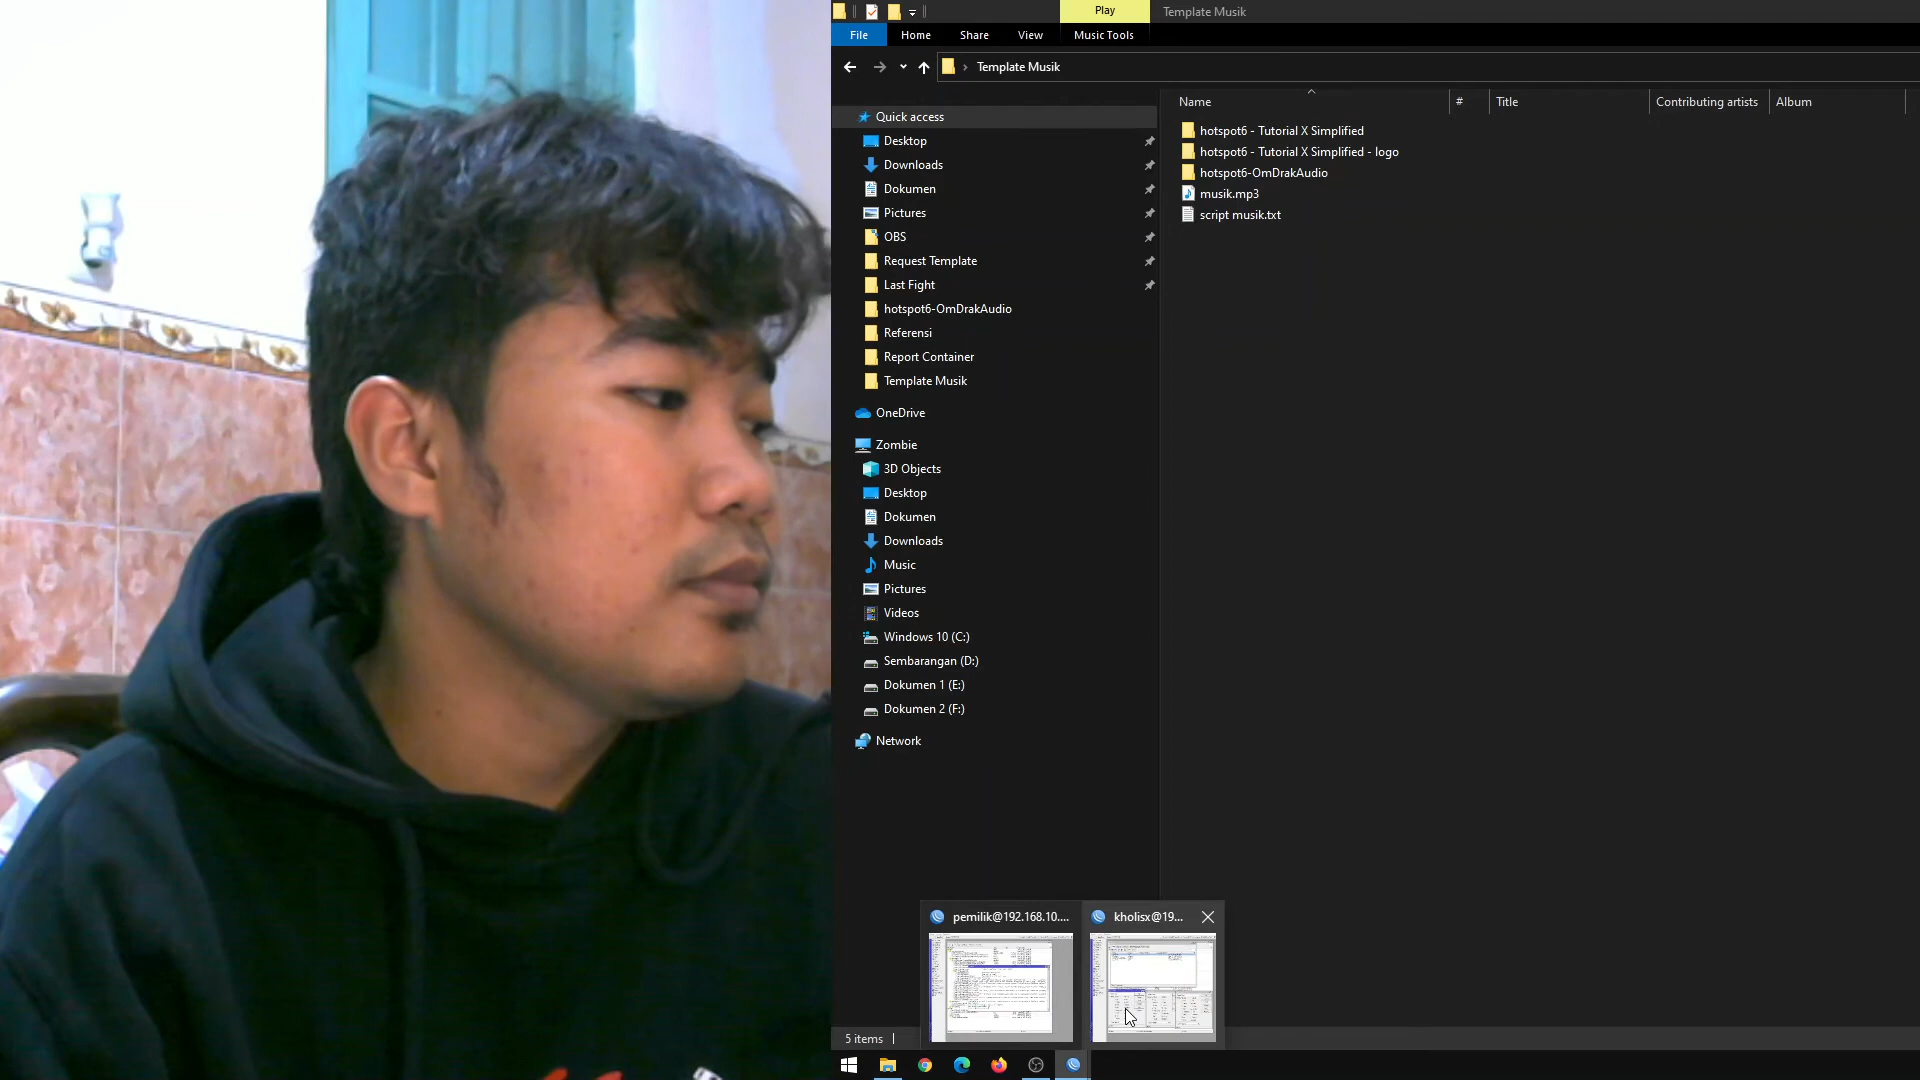 Play
Template Musik
File
Home
Share
View
Music Tools
Template Musik
Name
#
Title
Contributing artists
Album
Quick access
Desktop
Downloads
Dokumen
Pictures
OBS
Request Template
Last Fight
hotspot6-OmDrakAudio
Referensi
Report Container
Template Musik
OneDrive
Zombie
3D Objects
Desktop
Dokumen
Downloads
Music
Pictures
Videos
Windows 10 (C:)
Sembarangan (D:)
Dokumen 1 (E:)
Dokumen 2 (F:)
Network
hotspot6 - Tutorial X Simplified
hotspot6 - Tutorial X Simplified - logo
hotspot6-OmDrakAudio
musik.mp3
script musik.txt
pemilik@192.168.10....
kholisx@19...
5 items